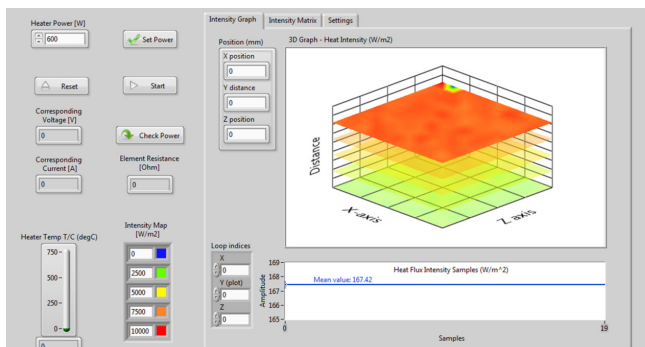 Intensity Graph
Intensity Matrix
Settings
Heater Power [W]
600
Set Power
Reset
Start
Corresponding
Voltage [V]
0
Check Power
Corresponding
Current [A]
0
Element Resistance
[Ohm]
0
Heater Temp T/C (degC)
750
500
250
0
0
Intensity Map
[W/m2]
0
2500
5000
7500
10000
Position (mm)
X position
0
Y distance
0
Z position
0
3D Graph - Heat Intensity (W/m2)
Distance
X-axis
Z axis
Loop indices
X
0
Y (plot)
0
Z
0
Heat Flux Intensity Samples (W/m^2)
Mean value: 167.42
Amplitude
169
168
167
166
165
0
19
Samples